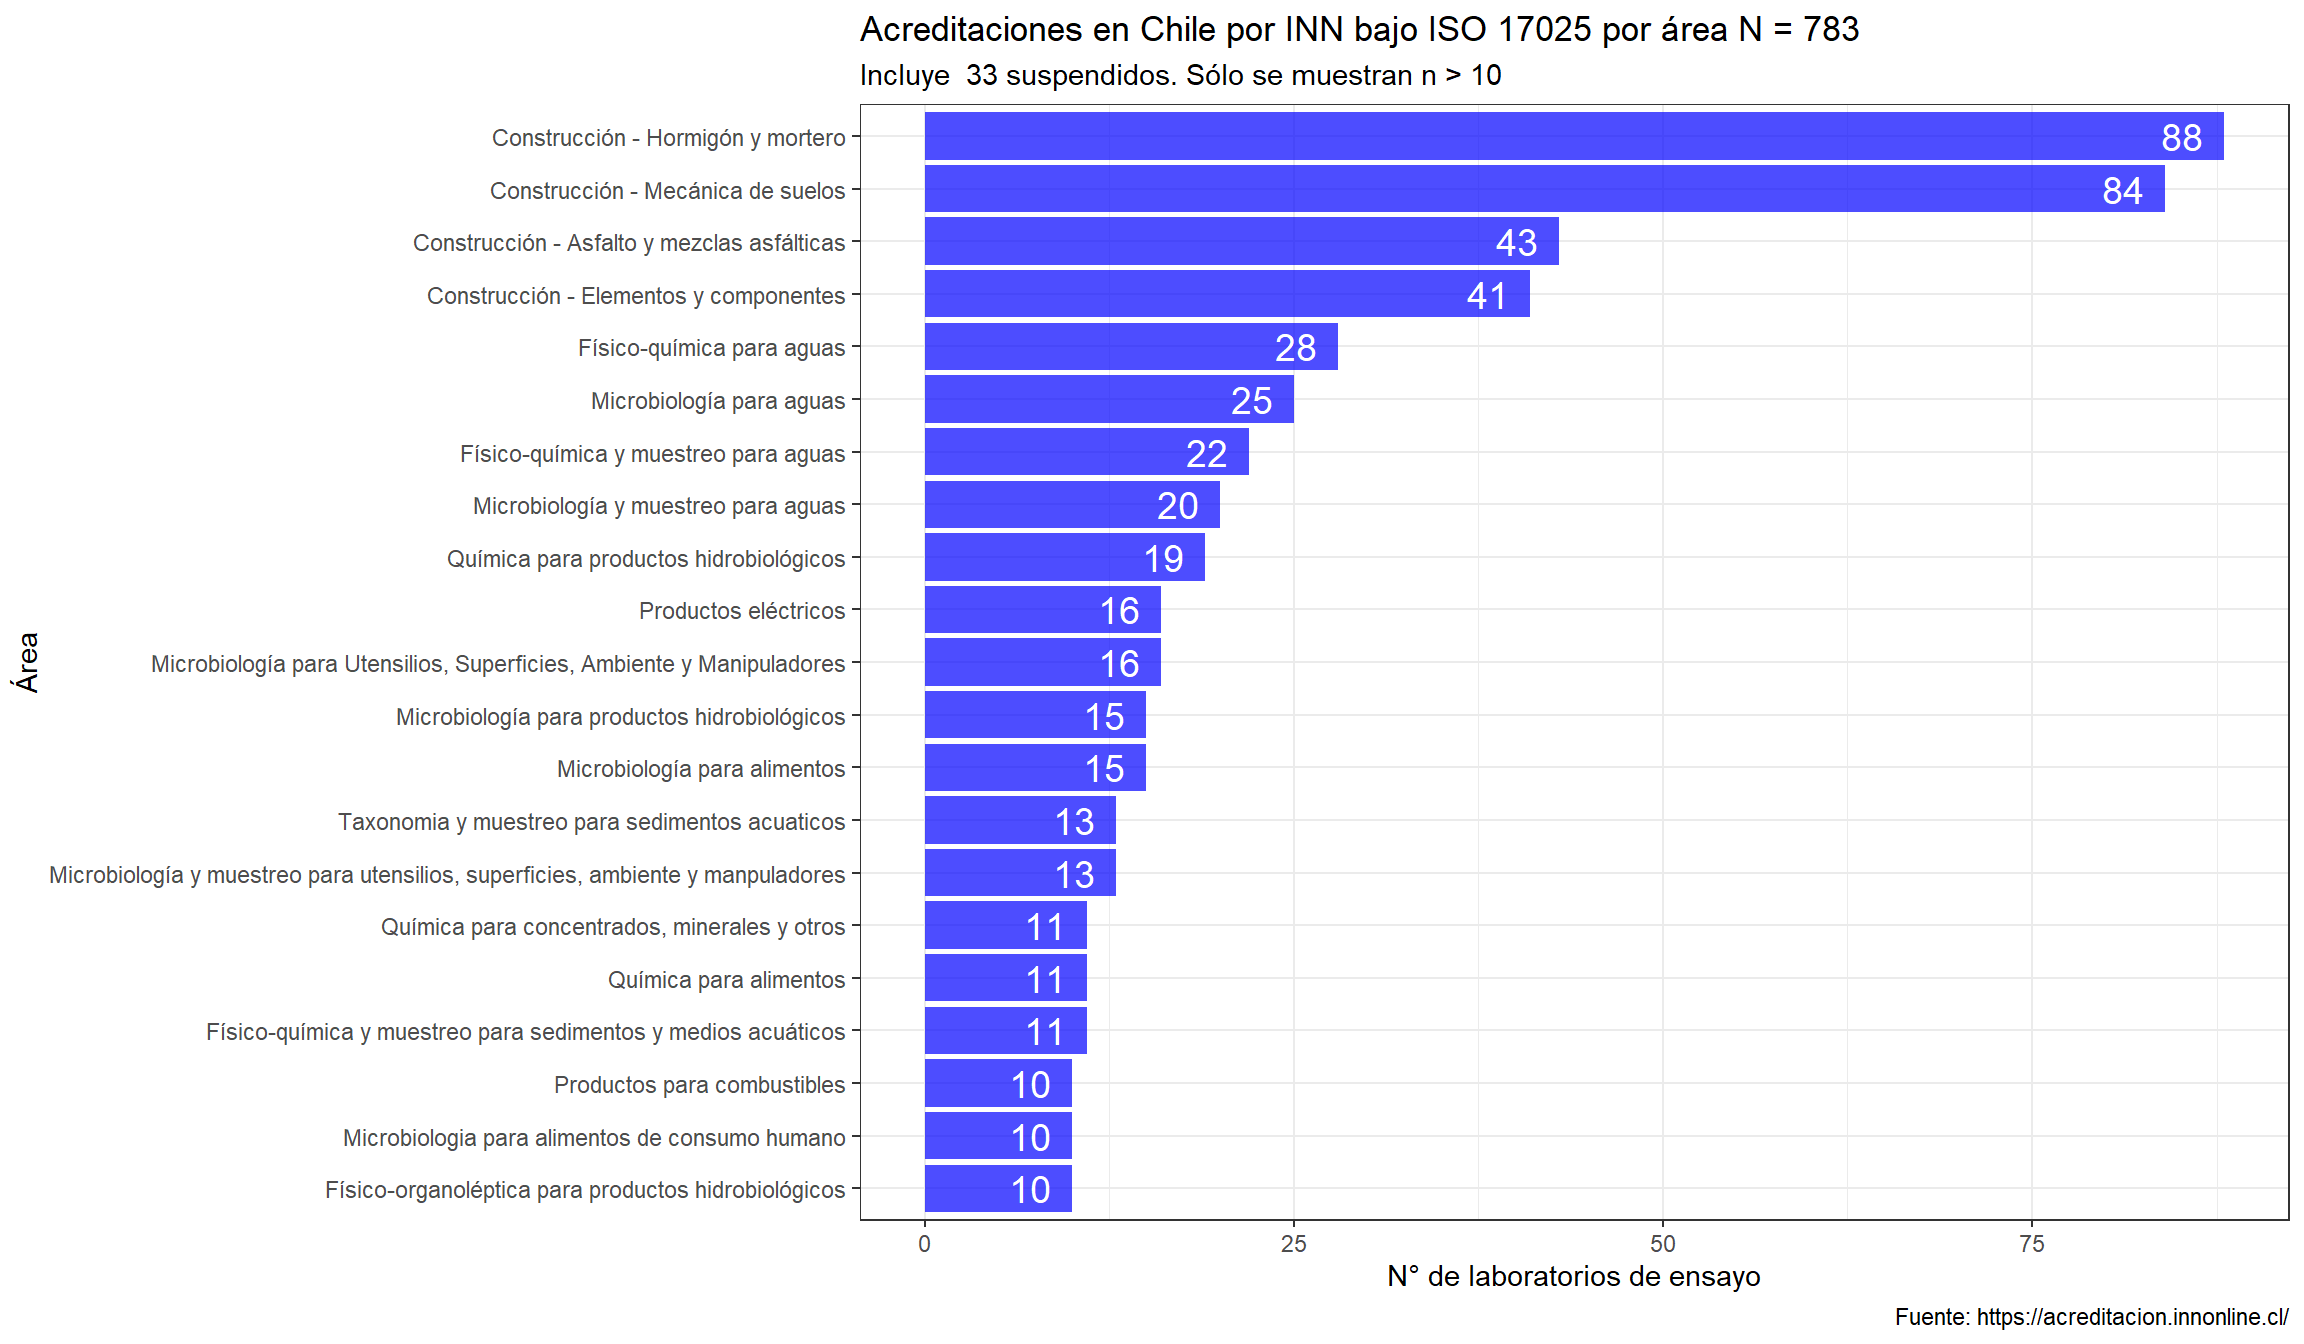 Acreditaciones en Chile por INN bajo ISO 17025 por área N = 783
Incluye  33 suspendidos. Sólo se muestran n > 10
Construcción - Hormigón y mortero 88
Construcción - Mecánica de suelos 84
Construcción - Asfalto y mezclas asfálticas 43
Construcción - Elementos y componentes 41
Físico-química para aguas 28
Microbiología para aguas 25
Físico-química y muestreo para aguas 22
Microbiología y muestreo para aguas 20
Química para productos hidrobiológicos 19
Productos eléctricos 16
Microbiología para Utensilios, Superficies, Ambiente y Manipuladores 16
Microbiología para productos hidrobiológicos 15
Microbiología para alimentos 15
Taxonomia y muestreo para sedimentos acuaticos 13
Microbiología y muestreo para utensilios, superficies, ambiente y manpuladores 13
Química para concentrados, minerales y otros 11
Química para alimentos 11
Físico-química y muestreo para sedimentos y medios acuáticos 11
Productos para combustibles 10
Microbiologia para alimentos de consumo humano 10
Físico-organoléptica para productos hidrobiológicos 10
Área
0 25 50 75
N° de laboratorios de ensayo
Fuente: https://acreditacion.innonline.cl/